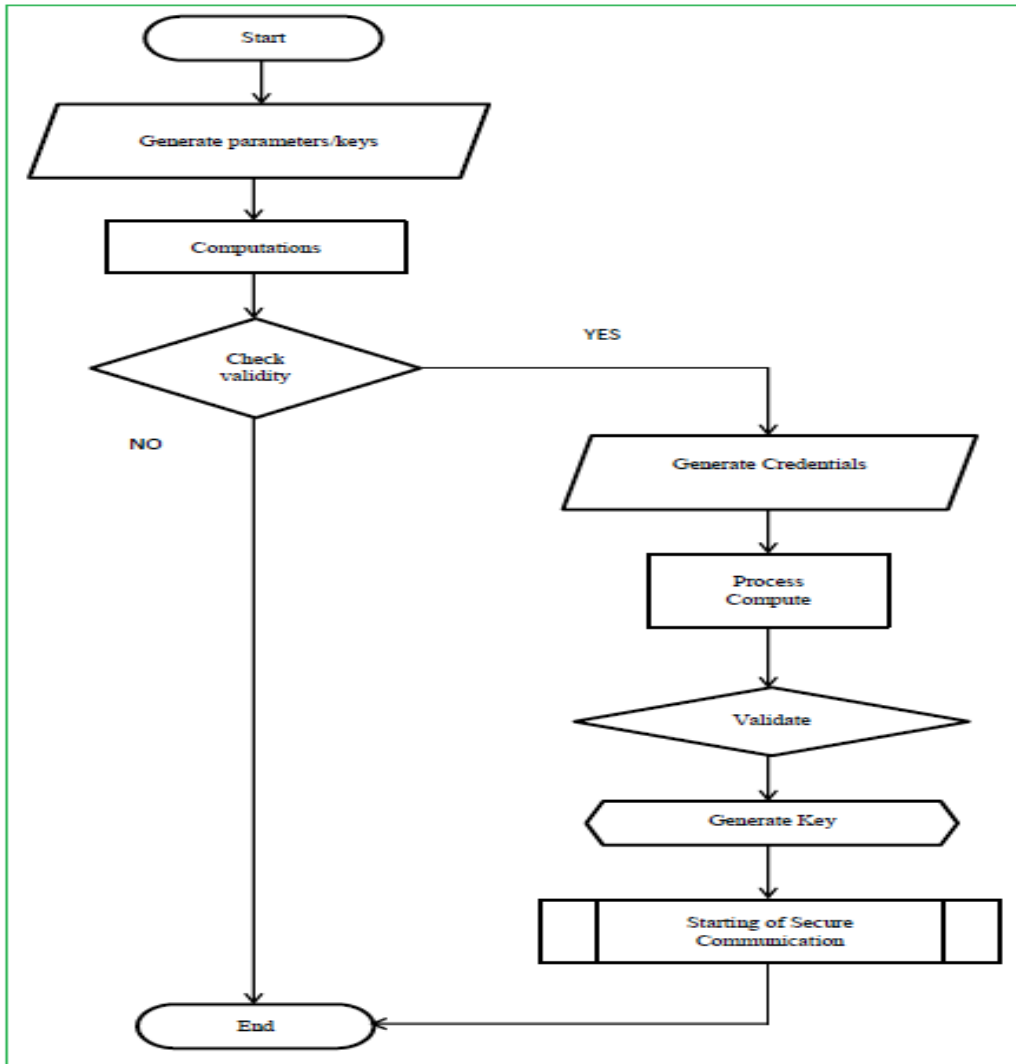 Start
Generate parameters/keys
Computations
Check
validity
YES
NO
Generate Credentials
Process
Compute
Validate
Generate Key
Starting of Secure
Communication
End